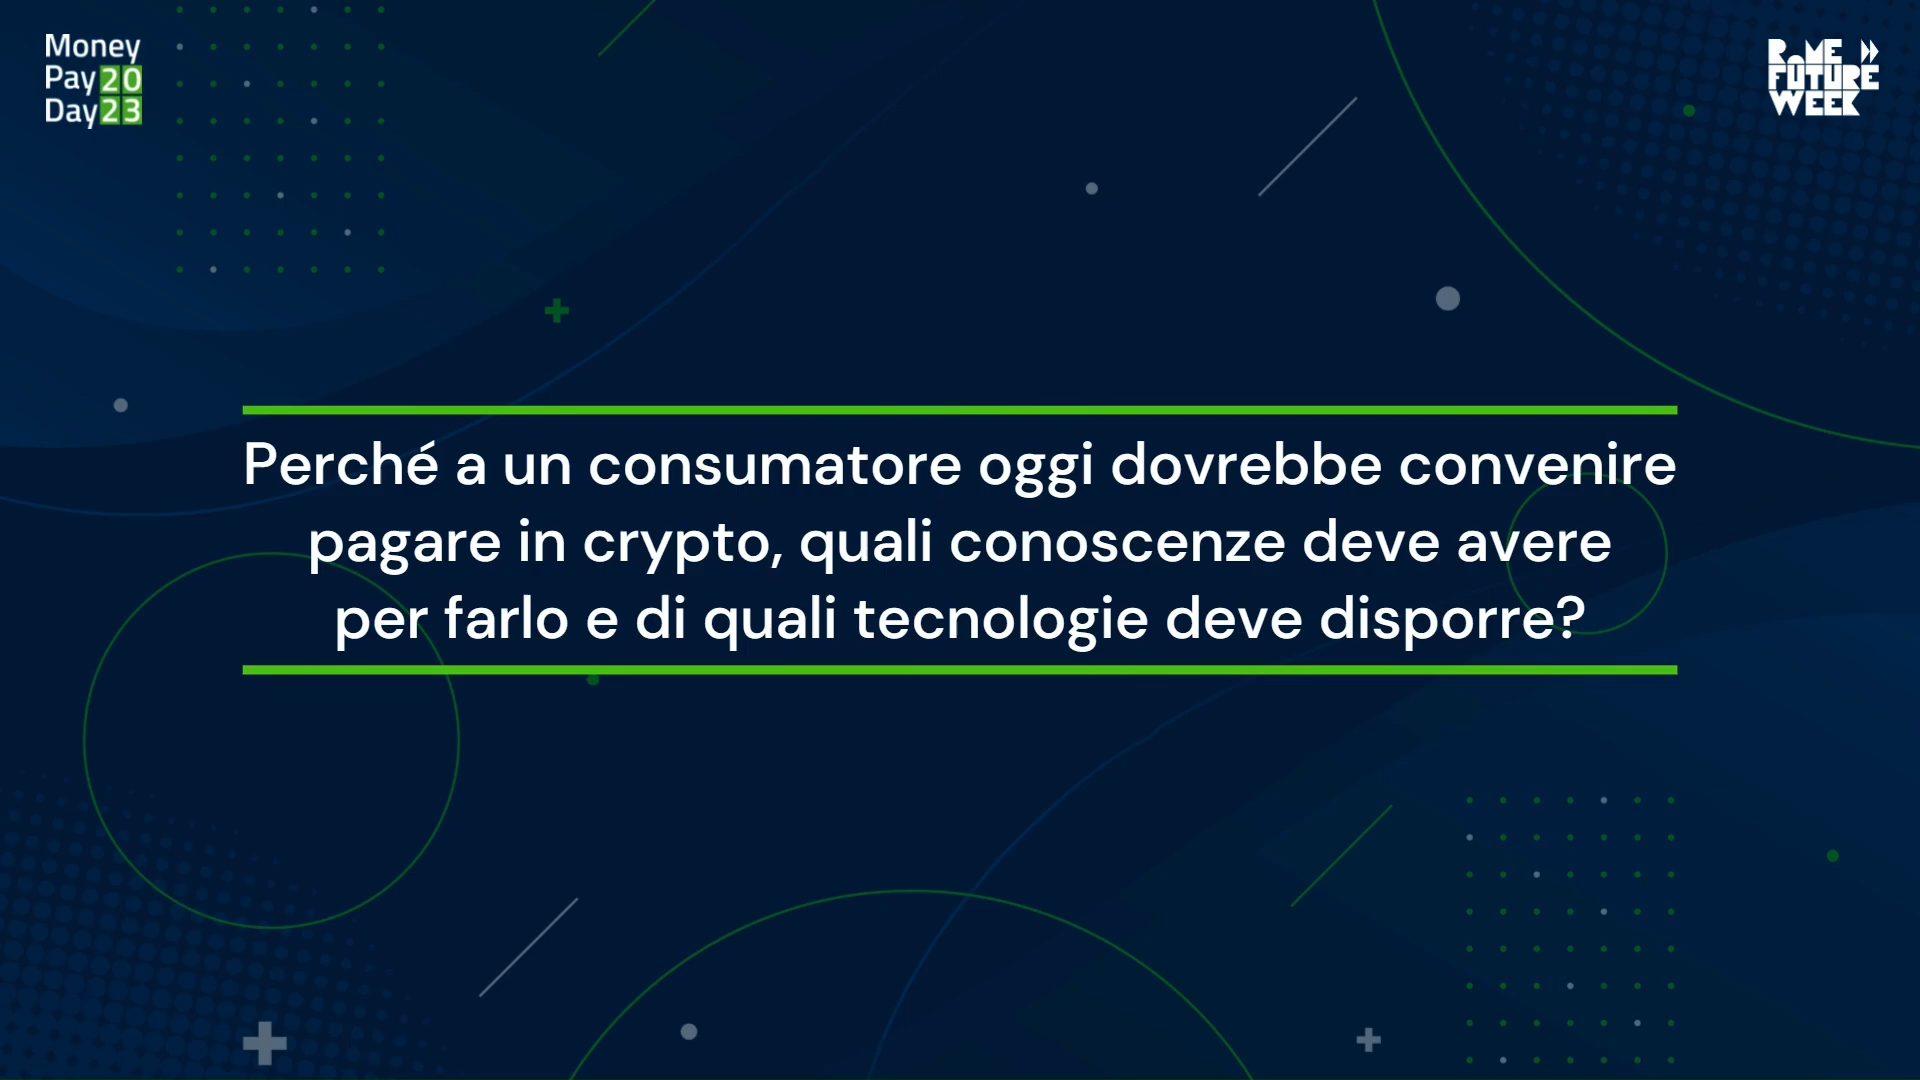 Money
Pay 20
Day 23
ROME
FUTURE
WEEK
Perché a un consumatore oggi dovrebbe convenire
pagare in crypto, quali conoscenze deve avere
per farlo e di quali tecnologie deve disporre?